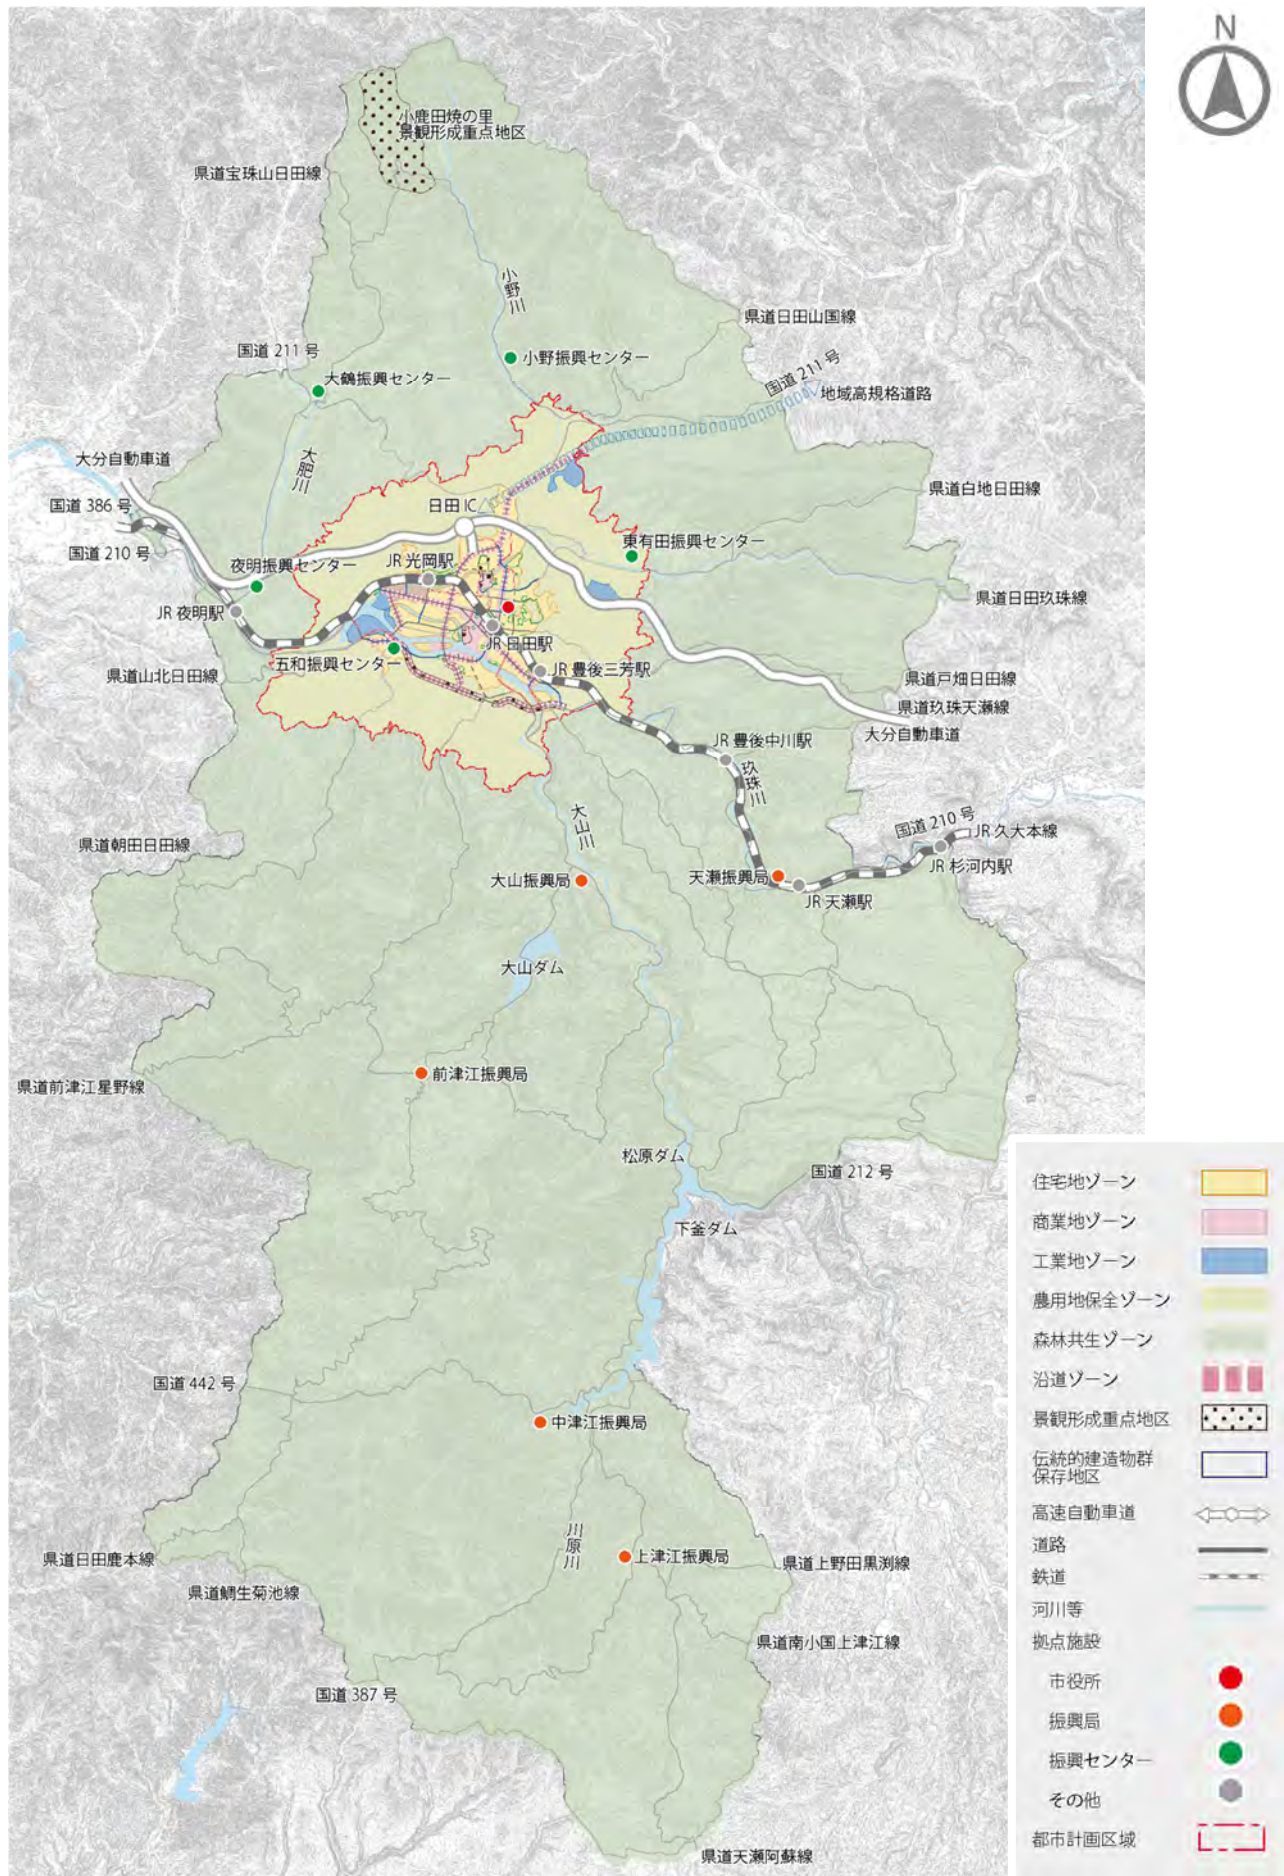 N
小鹿田焼の里
景観形成重点地区
県道宝珠山日田線
小野川
県道日田山国線
国道 211 号
小野振興センター
国道 211 号
大鶴振興センター
地域高規格道路
大肥川
大分自動車道
県道白地日田線
国道 386 号
日田 IC
国道 210 号
東有田振興センター
夜明振興センター
JR 光岡駅
県道日田玖珠線
JR 夜明駅
JR 日田駅
五和振興センター
JR 豊後三芳駅
県道山北日田線
県道戸畑日田線
県道玖珠天瀬線
大分自動車道
JR 豊後中川駅
玖珠川
大山川
国道 210 号
JR 久大本線
県道朝田日田線
JR 杉河内駅
大山振興局
天瀬振興局
JR 天瀬駅
大山ダム
前津江振興局
県道前津江星野線
松原ダム
国道 212 号
下釜ダム
国道 442 号
中津江振興局
川原川
県道日田鹿本線
上津江振興局
県道上野田黒渕線
県道鯛生菊池線
県道南小国上津江線
国道 387 号
県道天瀬阿蘇線
住宅地ゾーン
商業地ゾーン
工業地ゾーン
農用地保全ゾーン
森林共生ゾーン
沿道ゾーン
景観形成重点地区
伝統的建造物群
保存地区
高速自動車道
道路
鉄道
河川等
拠点施設
市役所
振興局
振興センター
その他
都市計画区域